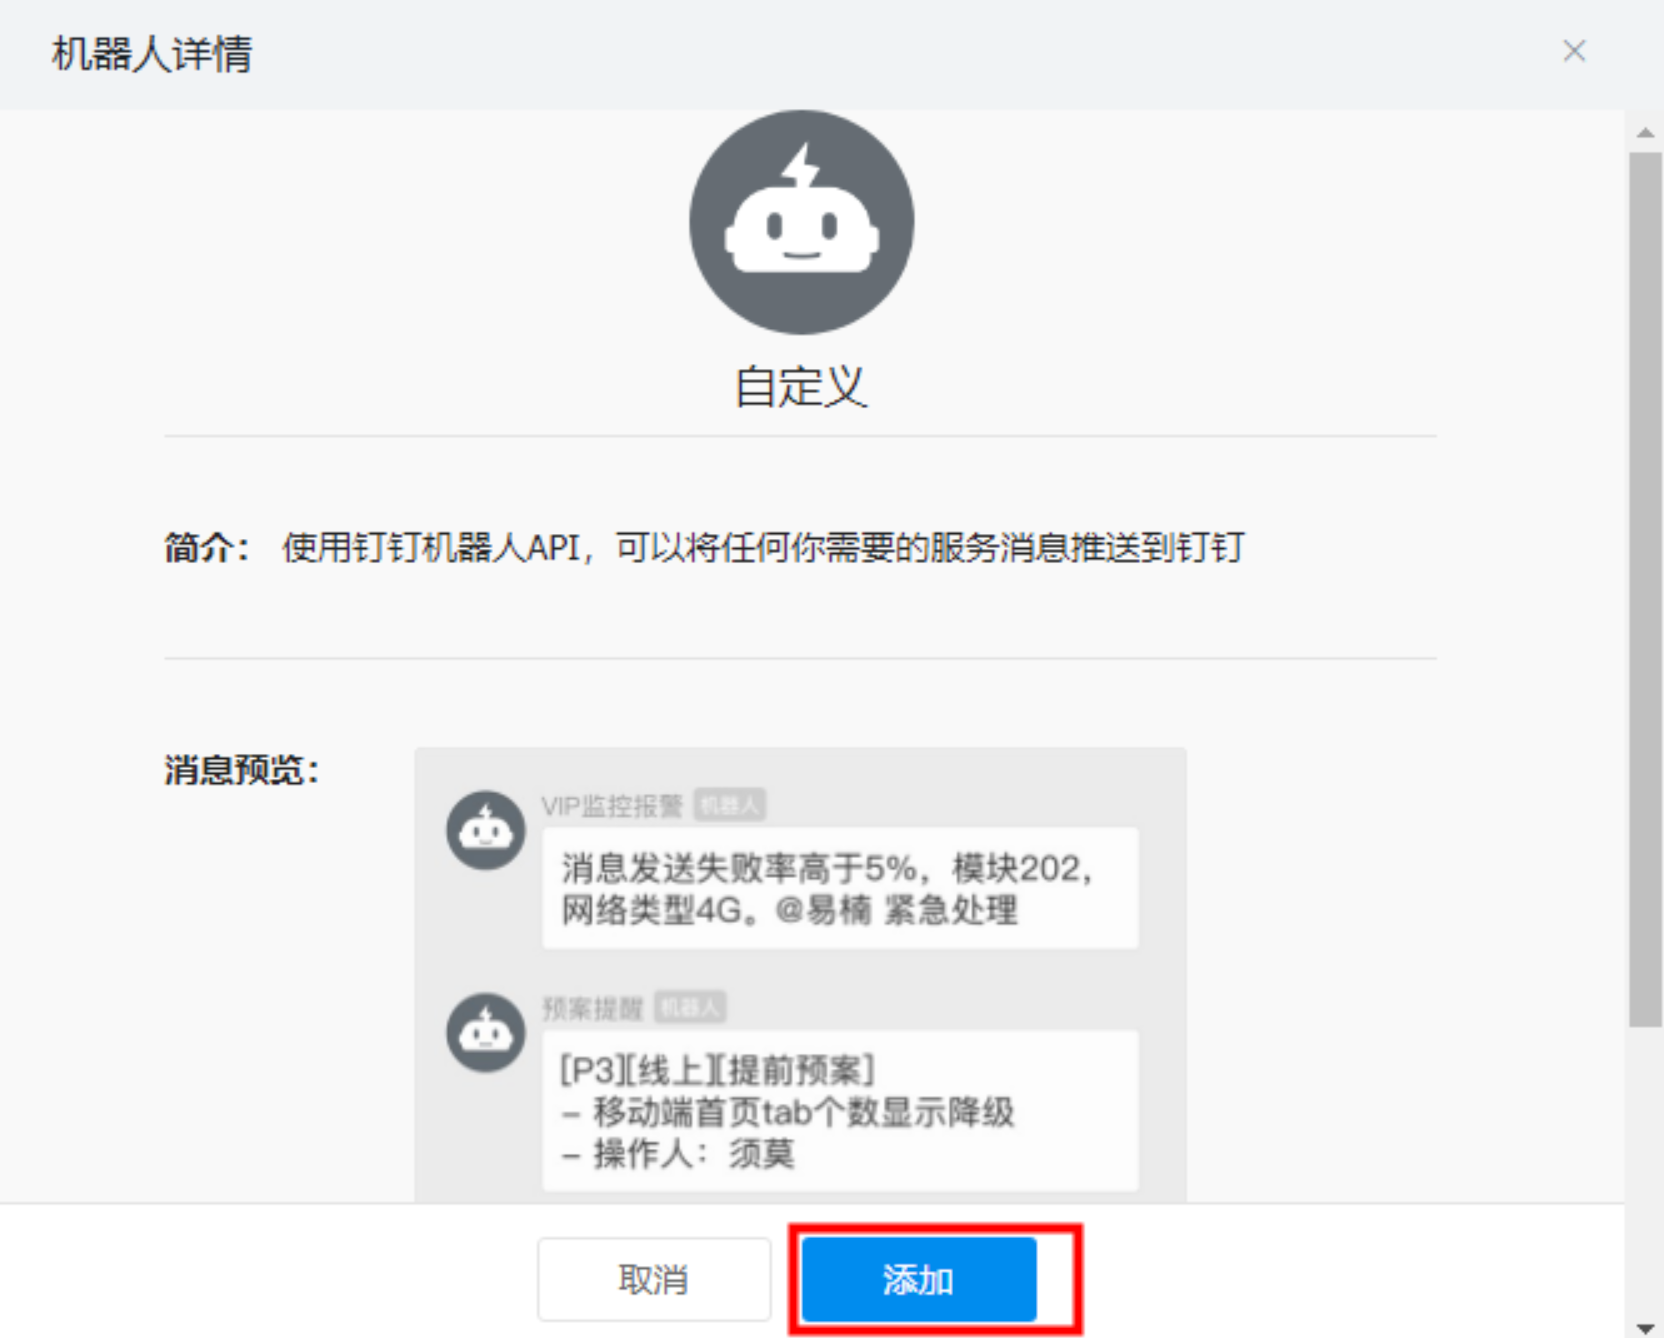 机器人详情
自定义
简介： 使用钉钉机器人API，可以将任何你需要的服务消息推送到钉钉
消息预览：
VIP监控报警 机器人
消息发送失败率高于5%，模块202，
网络类型4G。@易楠 紧急处理
预案提醒 机器人
[P3][线上][提前预案]
– 移动端首页tab个数显示降级
– 操作人：须莫
取消 添加